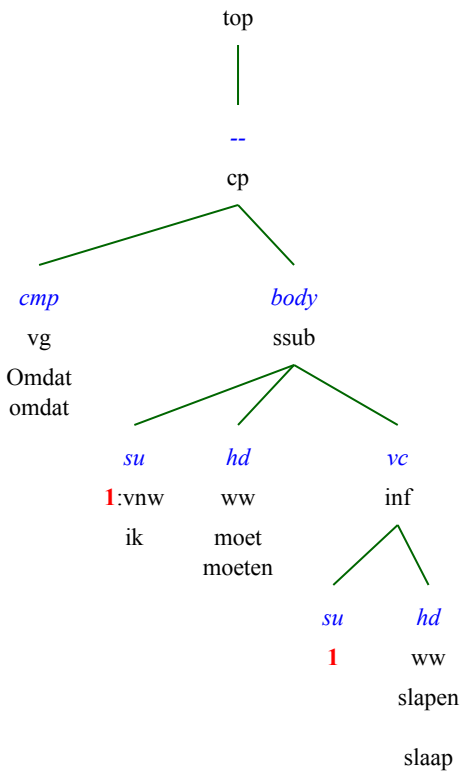 top
--
cp
cmp body
vg ssub
Omdat
omdat
su hd vc
1:vnw ww inf
ik moet
moeten
su hd
1 ww
slapen
slaap